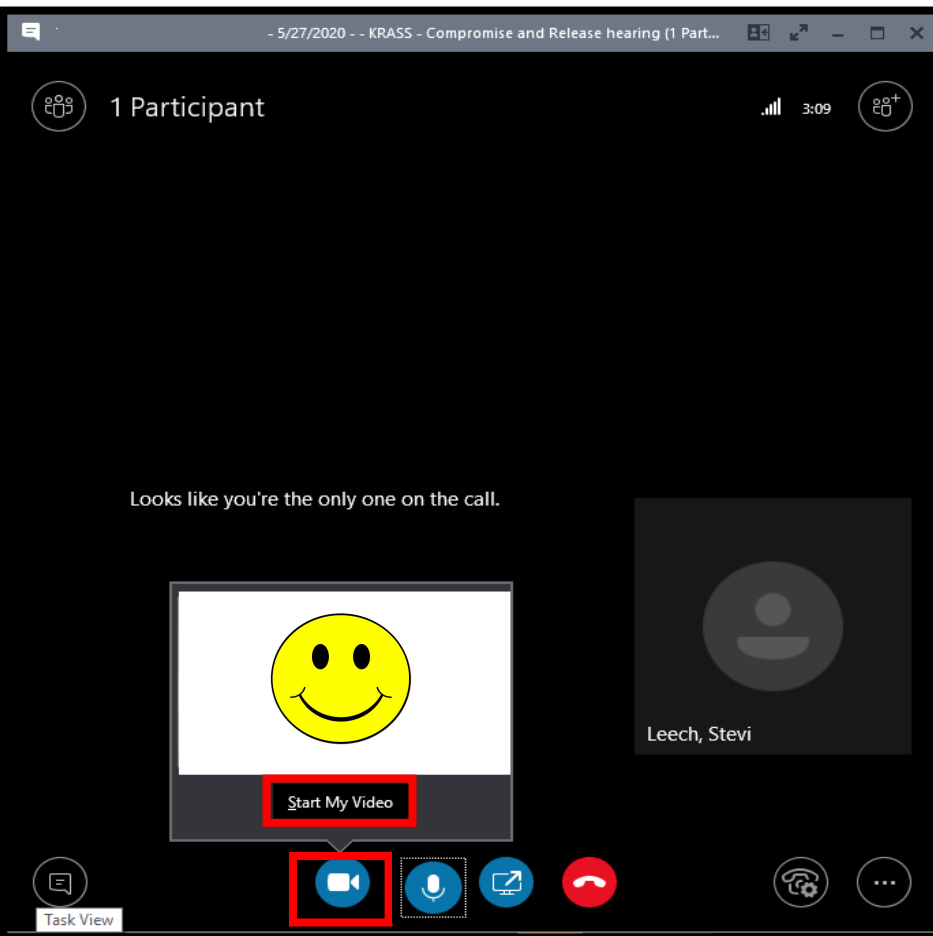 - 5/27/2020 - - KRASS - Compromise and Release hearing (1 Part...
1 Participant
3:09
Looks like you're the only one on the call.
Leech, Stevi
Start My Video
Task View